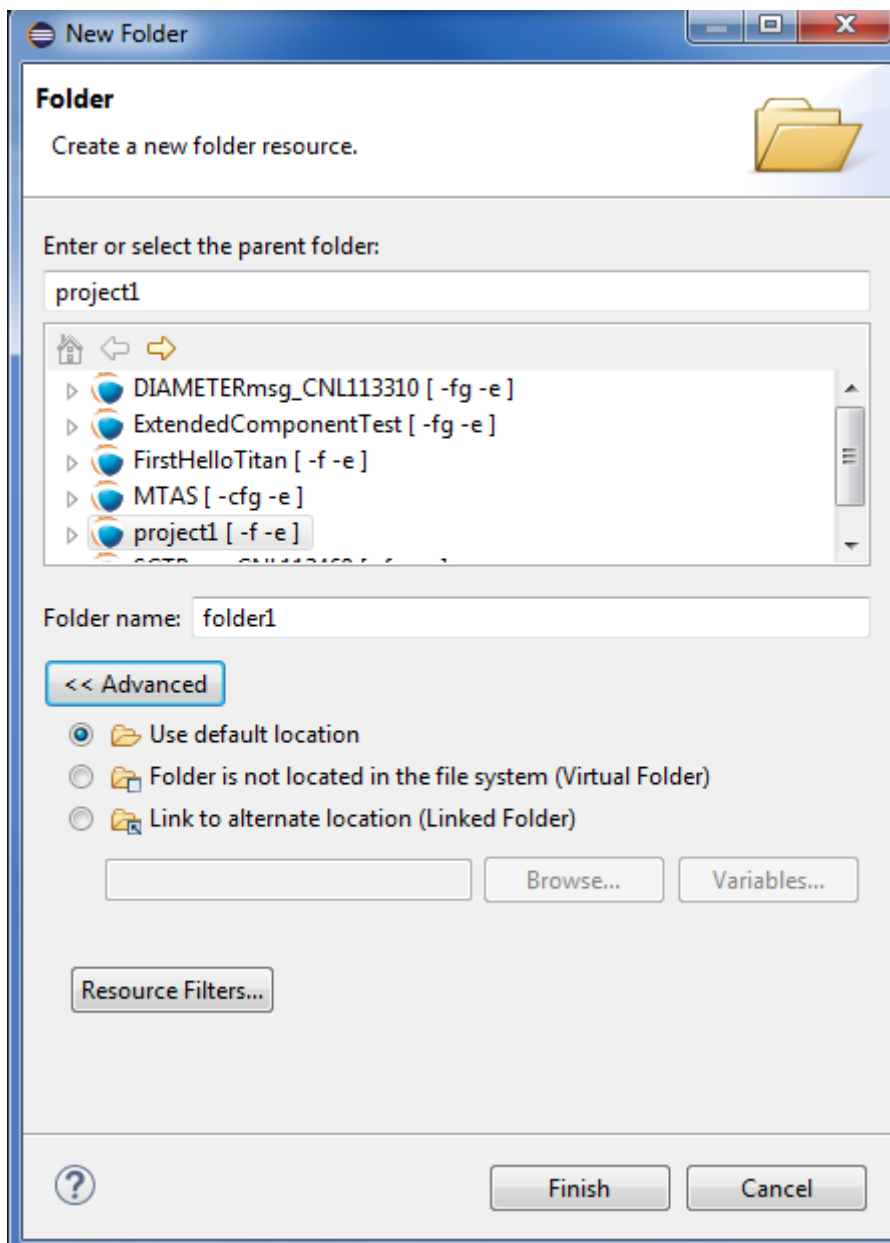 New Folder
Folder
Create a new folder resource.
Enter or select the parent folder:
project1
DIAMETERmsg_CNL113310 [ -fg -e ]
ExtendedComponentTest [ -fg -e ]
FirstHelloTitan [ -f -e ]
MTAS [ -cfg -e ]
project1 [ -f -e ]
Folder name: folder1
<< Advanced
Use default location
Folder is not located in the file system (Virtual Folder)
Link to alternate location (Linked Folder)
Browse... Variables...
Resource Filters...
? Finish Cancel